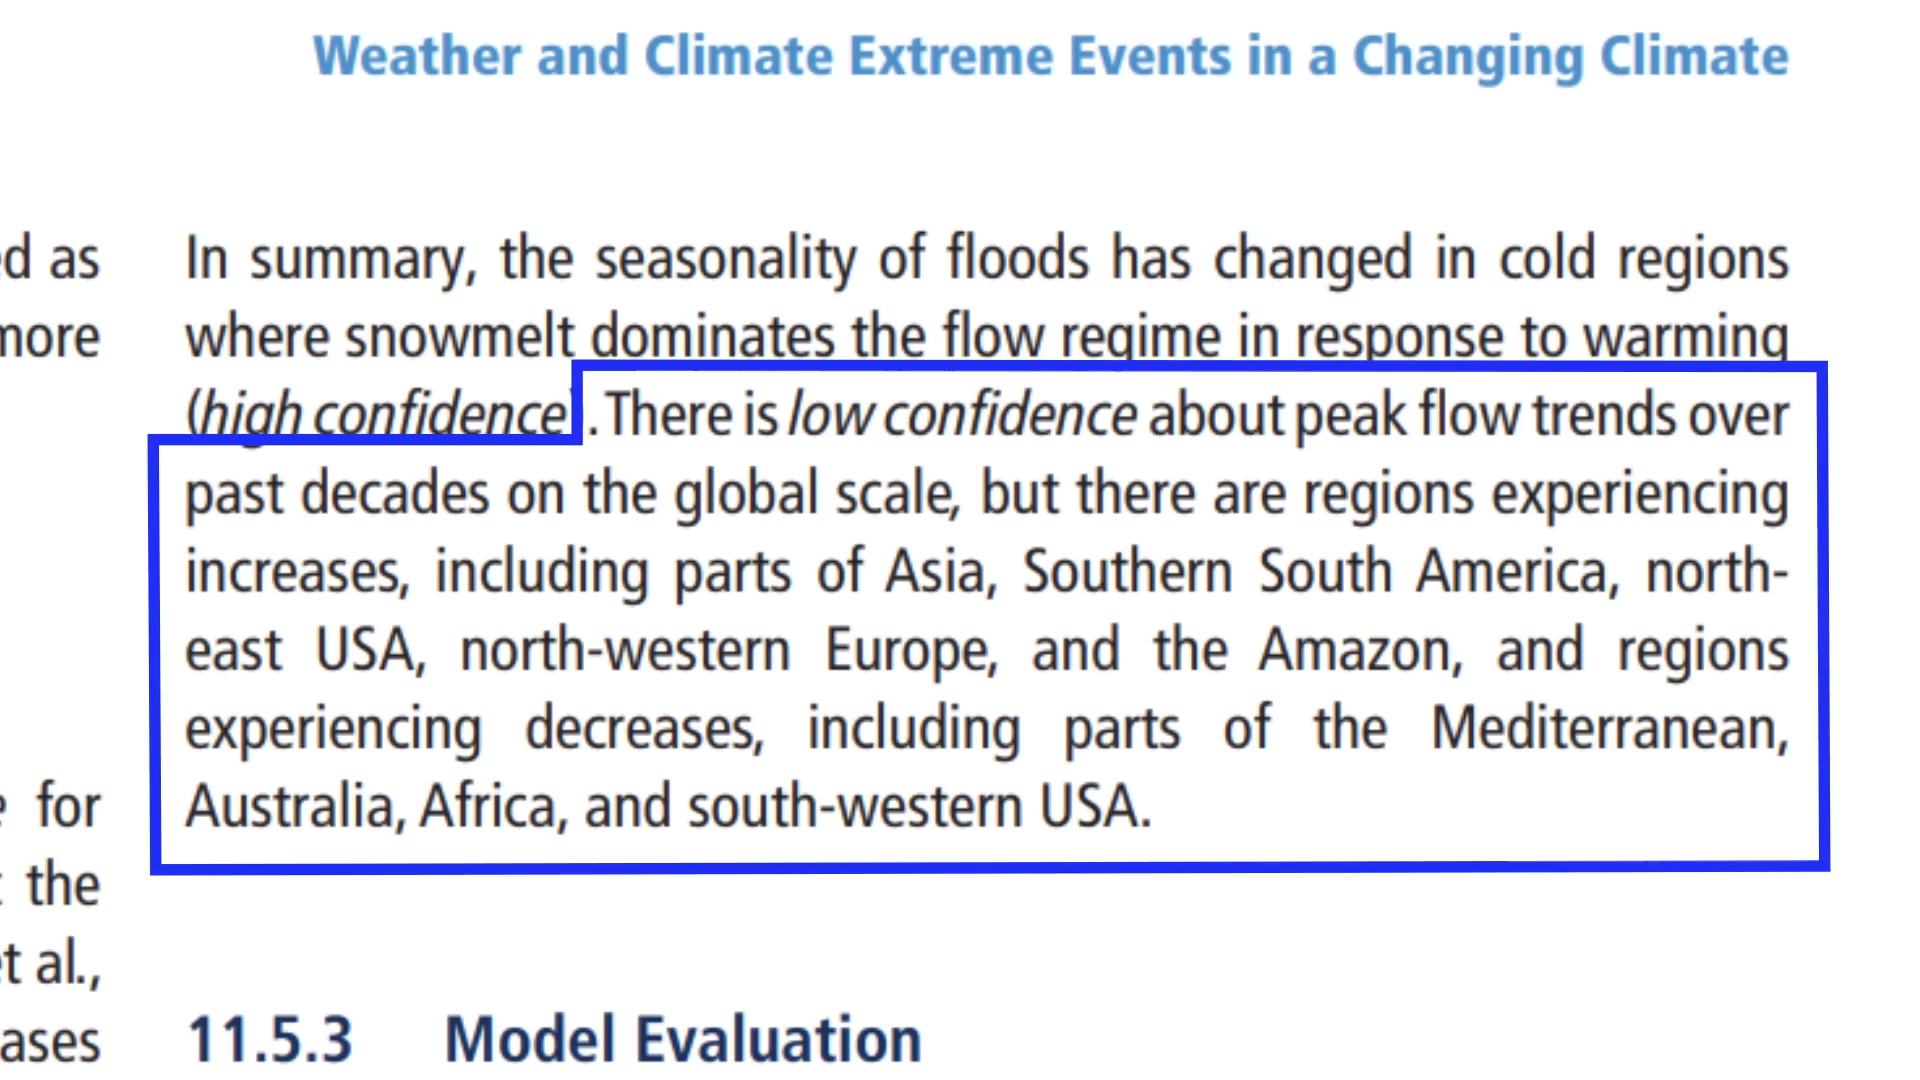 Weather and Climate Extreme Events in a Changing Climate
ed as
more
for
the
et al.,
ases
In summary, the seasonality of floods has changed in cold regions
where snowmelt dominates the flow regime in response to warming
(high confidence). There is low confidence about peak flow trends over
past decades on the global scale, but there are regions experiencing
increases, including parts of Asia, Southern South America, north-
east USA, north-western Europe, and the Amazon, and regions
experiencing decreases, including parts of the Mediterranean,
Australia, Africa, and south-western USA.
11.5.3 Model Evaluation